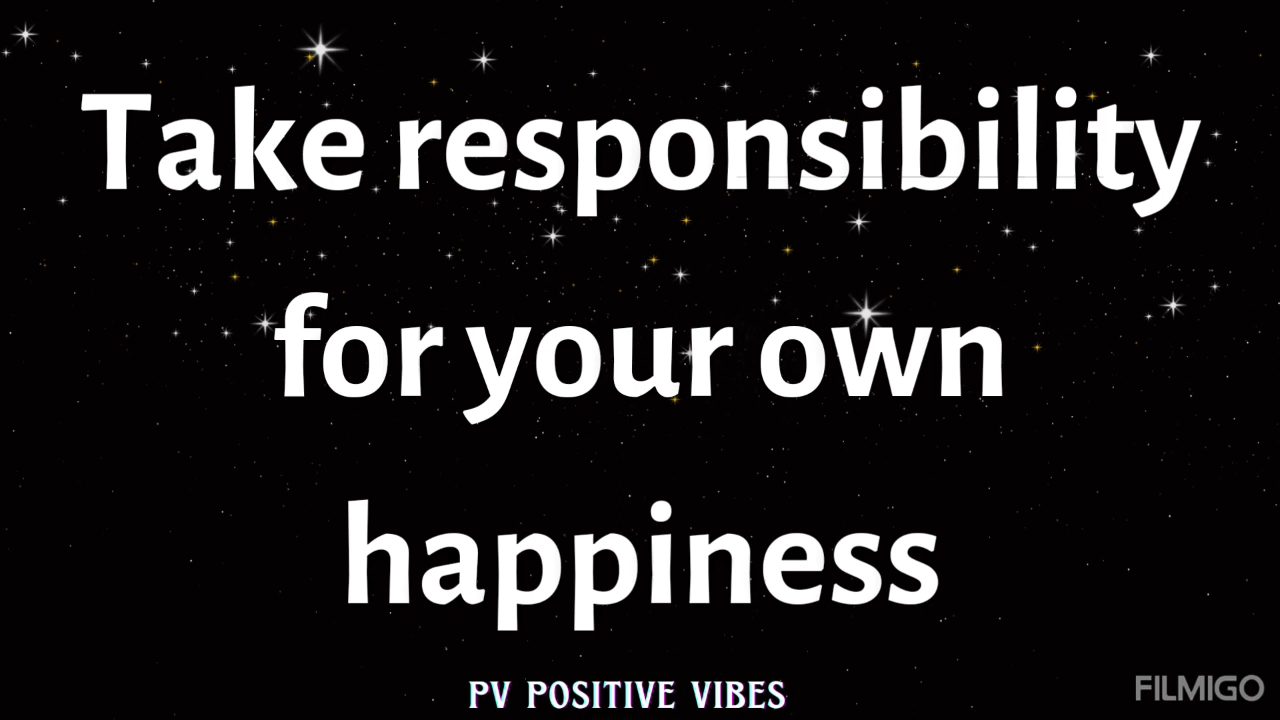 Take responsibility
for your own
happiness
PV POSITIVE VIBES
FILMIGO